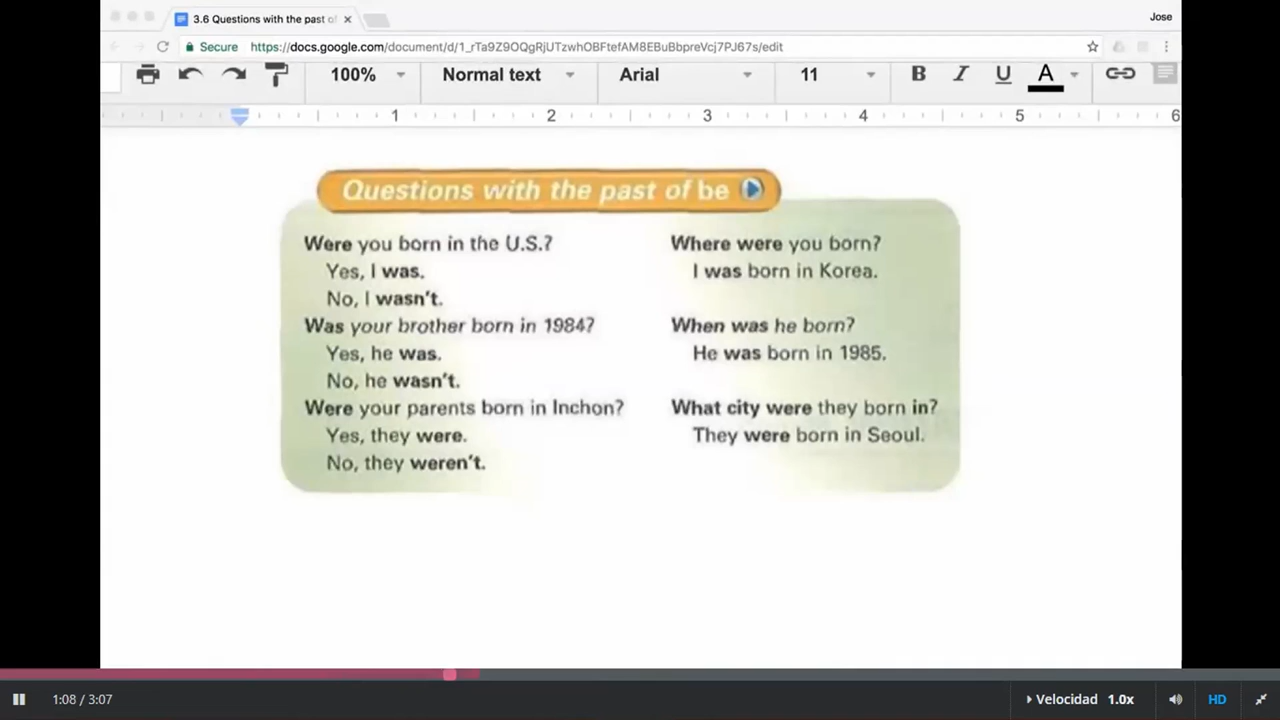 3.6 Questions with the past of
Jose
Secure
https://docs.google.com/document/d/1_rTa9Z9OQgRjUTzwhOBFtefAM8EBuBbpreVcj7PJ67s/edit
100% Normal text Arial 11 B I U A
1 2 3 4 5 6
Questions with the past of be
Were you born in the U.S.?
Yes, I was.
No, I wasn't.
Was your brother born in 1984?
Yes, he was.
No, he wasn't.
Were your parents born in Inchon?
Yes, they were.
No, they weren't.
Where were you born?
I was born in Korea.
When was he born?
He was born in 1985.
What city were they born in?
They were born in Seoul.
1:08 / 3:07
Velocidad 1.0x
HD